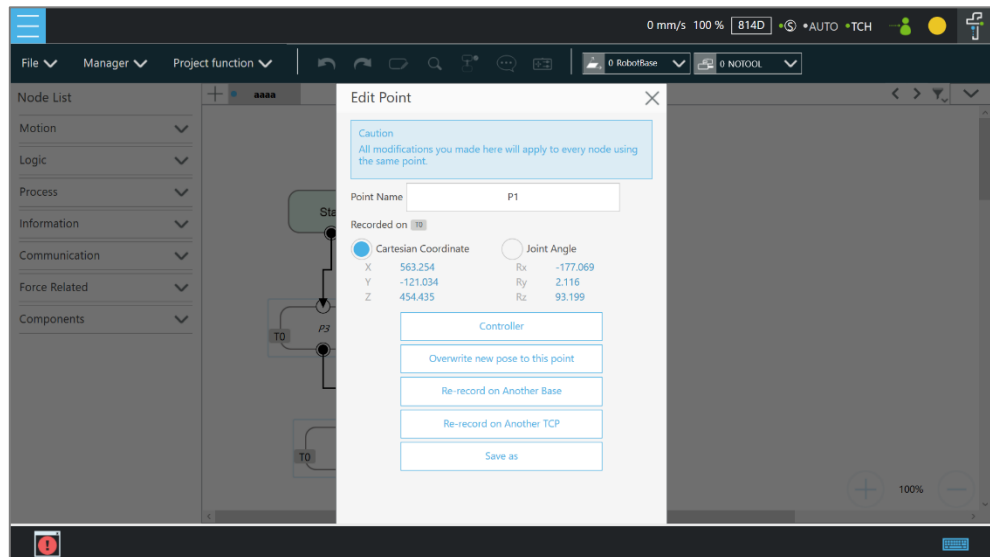 0 mm/s 100 % 814D Ⓢ AUTO TCH
File Manager Project function 0 RobotBase 0 NOTOOL
Node List
aaaa
Motion
Logic
Process
Information
Communication
Force Related
Components
Sta
P3
T0
T0
Edit Point
Caution
All modifications you made here will apply to every node using
the same point.
Point Name P1
Recorded on T0
Cartesian Coordinate Joint Angle
X 563.254 Rx -177.069
Y -121.034 Ry 2.116
Z 454.435 Rz 93.199
Controller
Overwrite new pose to this point
Re-record on Another Base
Re-record on Another TCP
Save as
100%